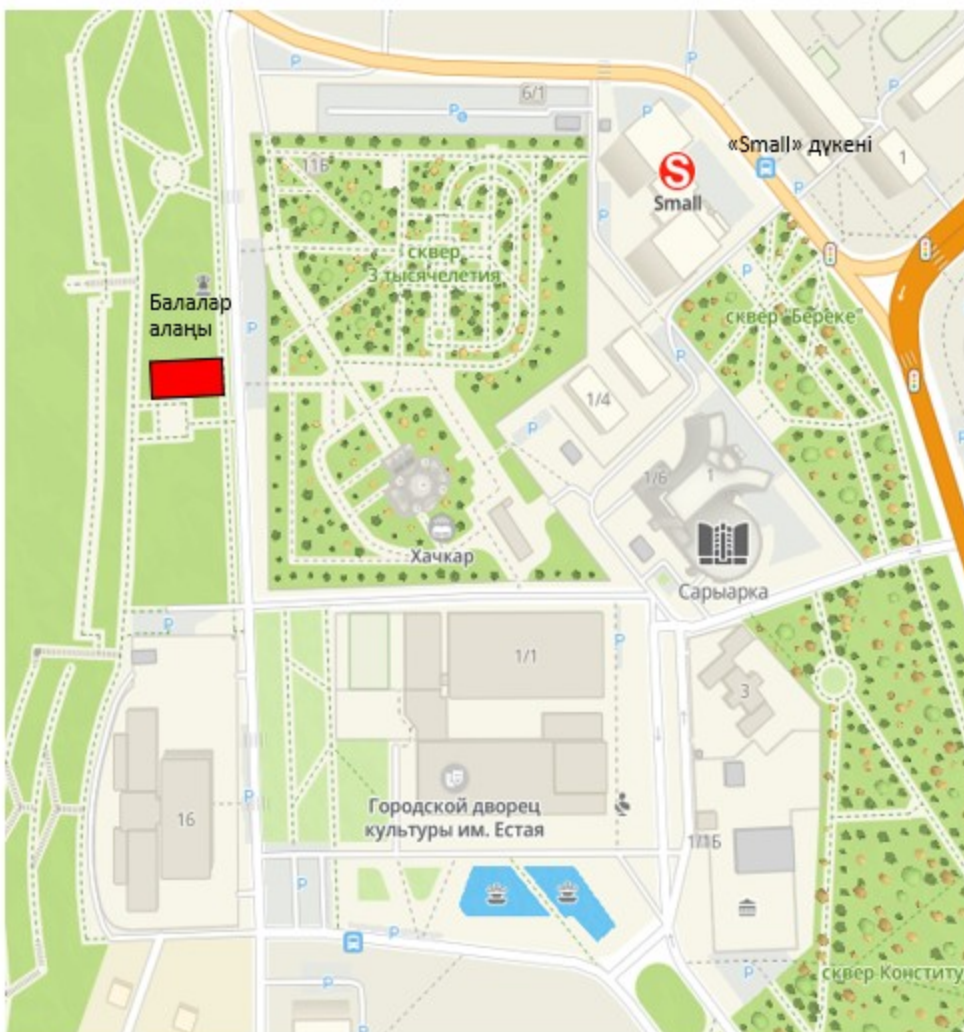 P
6/1
P
P
P
«Small» дүкені
11Б
S
1
Small
P
P
P
сквер
3 тысячелетия
P
Балалар
алаңы
сквер "Береке"
P
P
1/4
P
1/6
1
Хачкар
Сарыарка
P
P
1/1
3
P
16
Городской дворец
культуры им. Естая
1/1Б
P
P
P
сквер Конститу
P